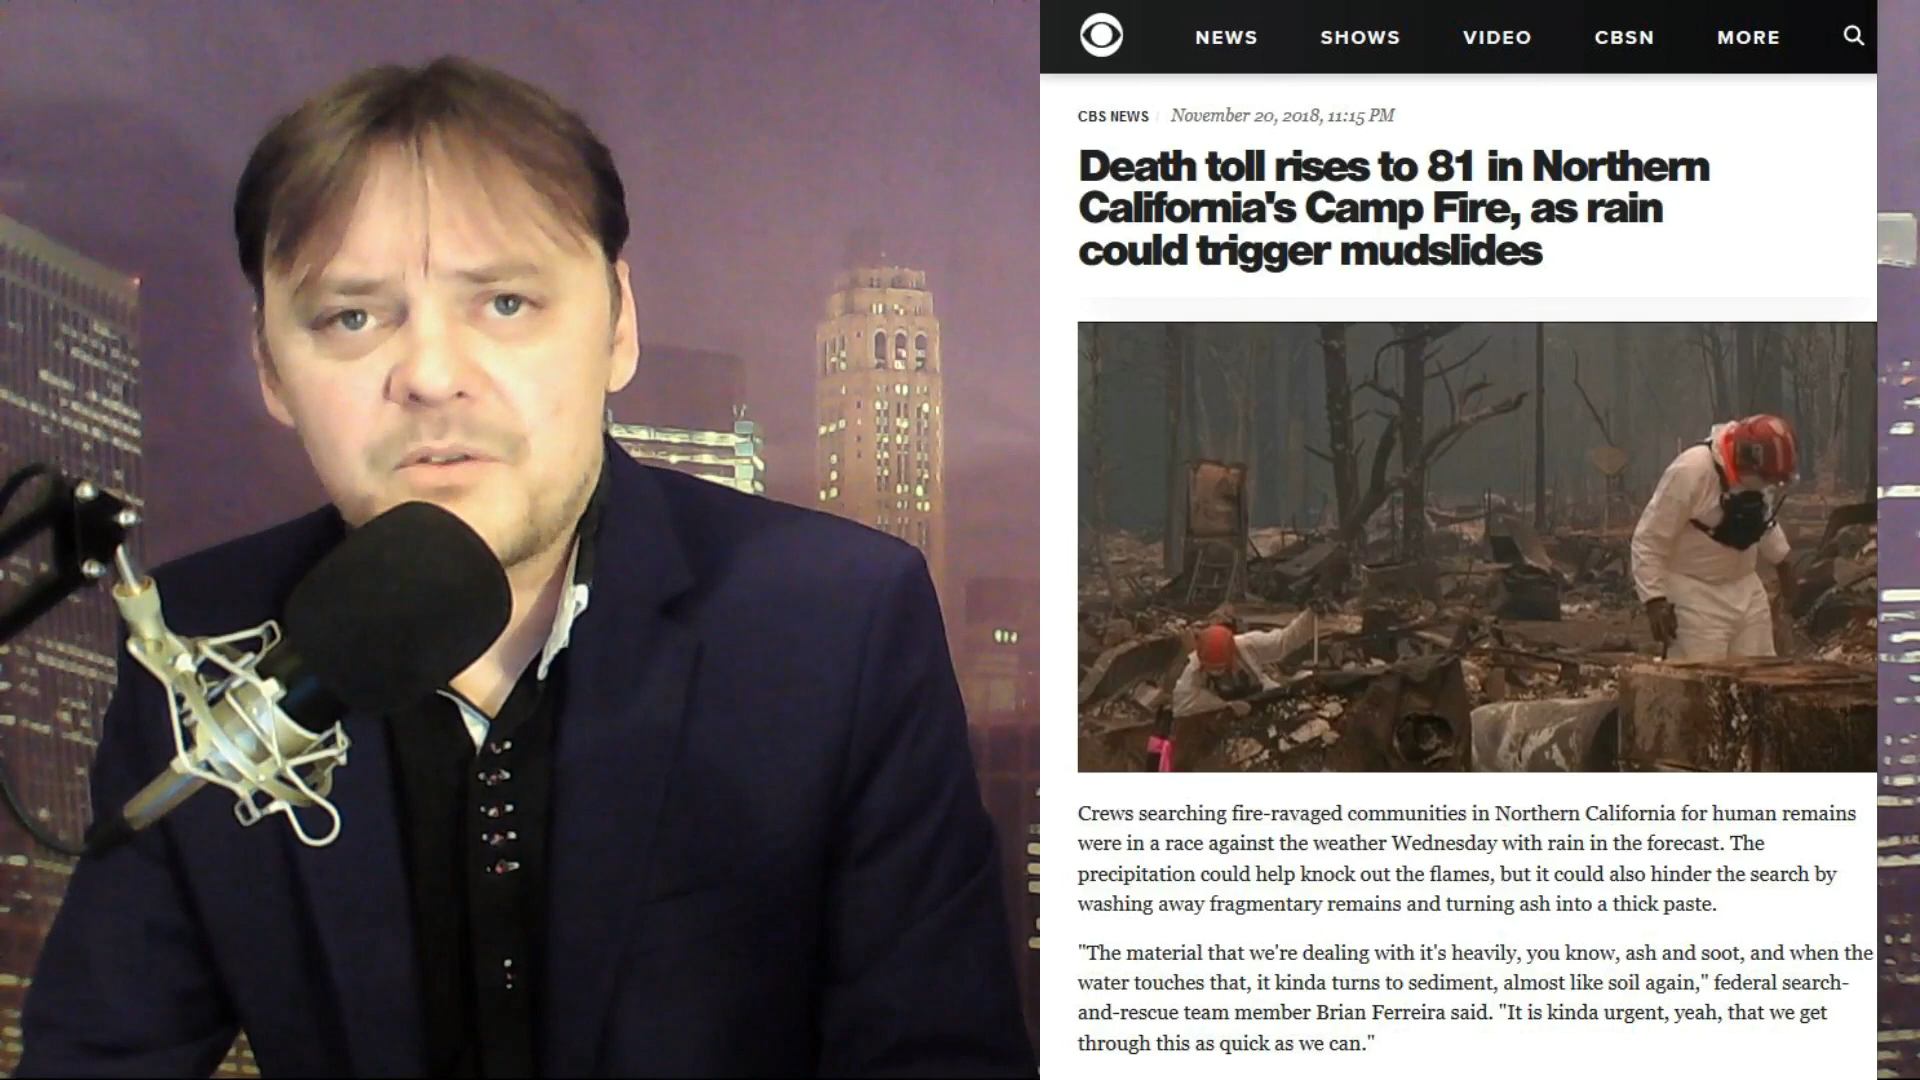 NEWS SHOWS VIDEO CBSN MORE
CBS NEWS November 20, 2018, 11:15 PM
Death toll rises to 81 in Northern
California's Camp Fire, as rain
could trigger mudslides
Crews searching fire-ravaged communities in Northern California for human remains
were in a race against the weather Wednesday with rain in the forecast. The
precipitation could help knock out the flames, but it could also hinder the search by
washing away fragmentary remains and turning ash into a thick paste.
"The material that we're dealing with it's heavily, you know, ash and soot, and when the
water touches that, it kinda turns to sediment, almost like soil again," federal search-
and-rescue team member Brian Ferreira said. "It is kinda urgent, yeah, that we get
through this as quick as we can."